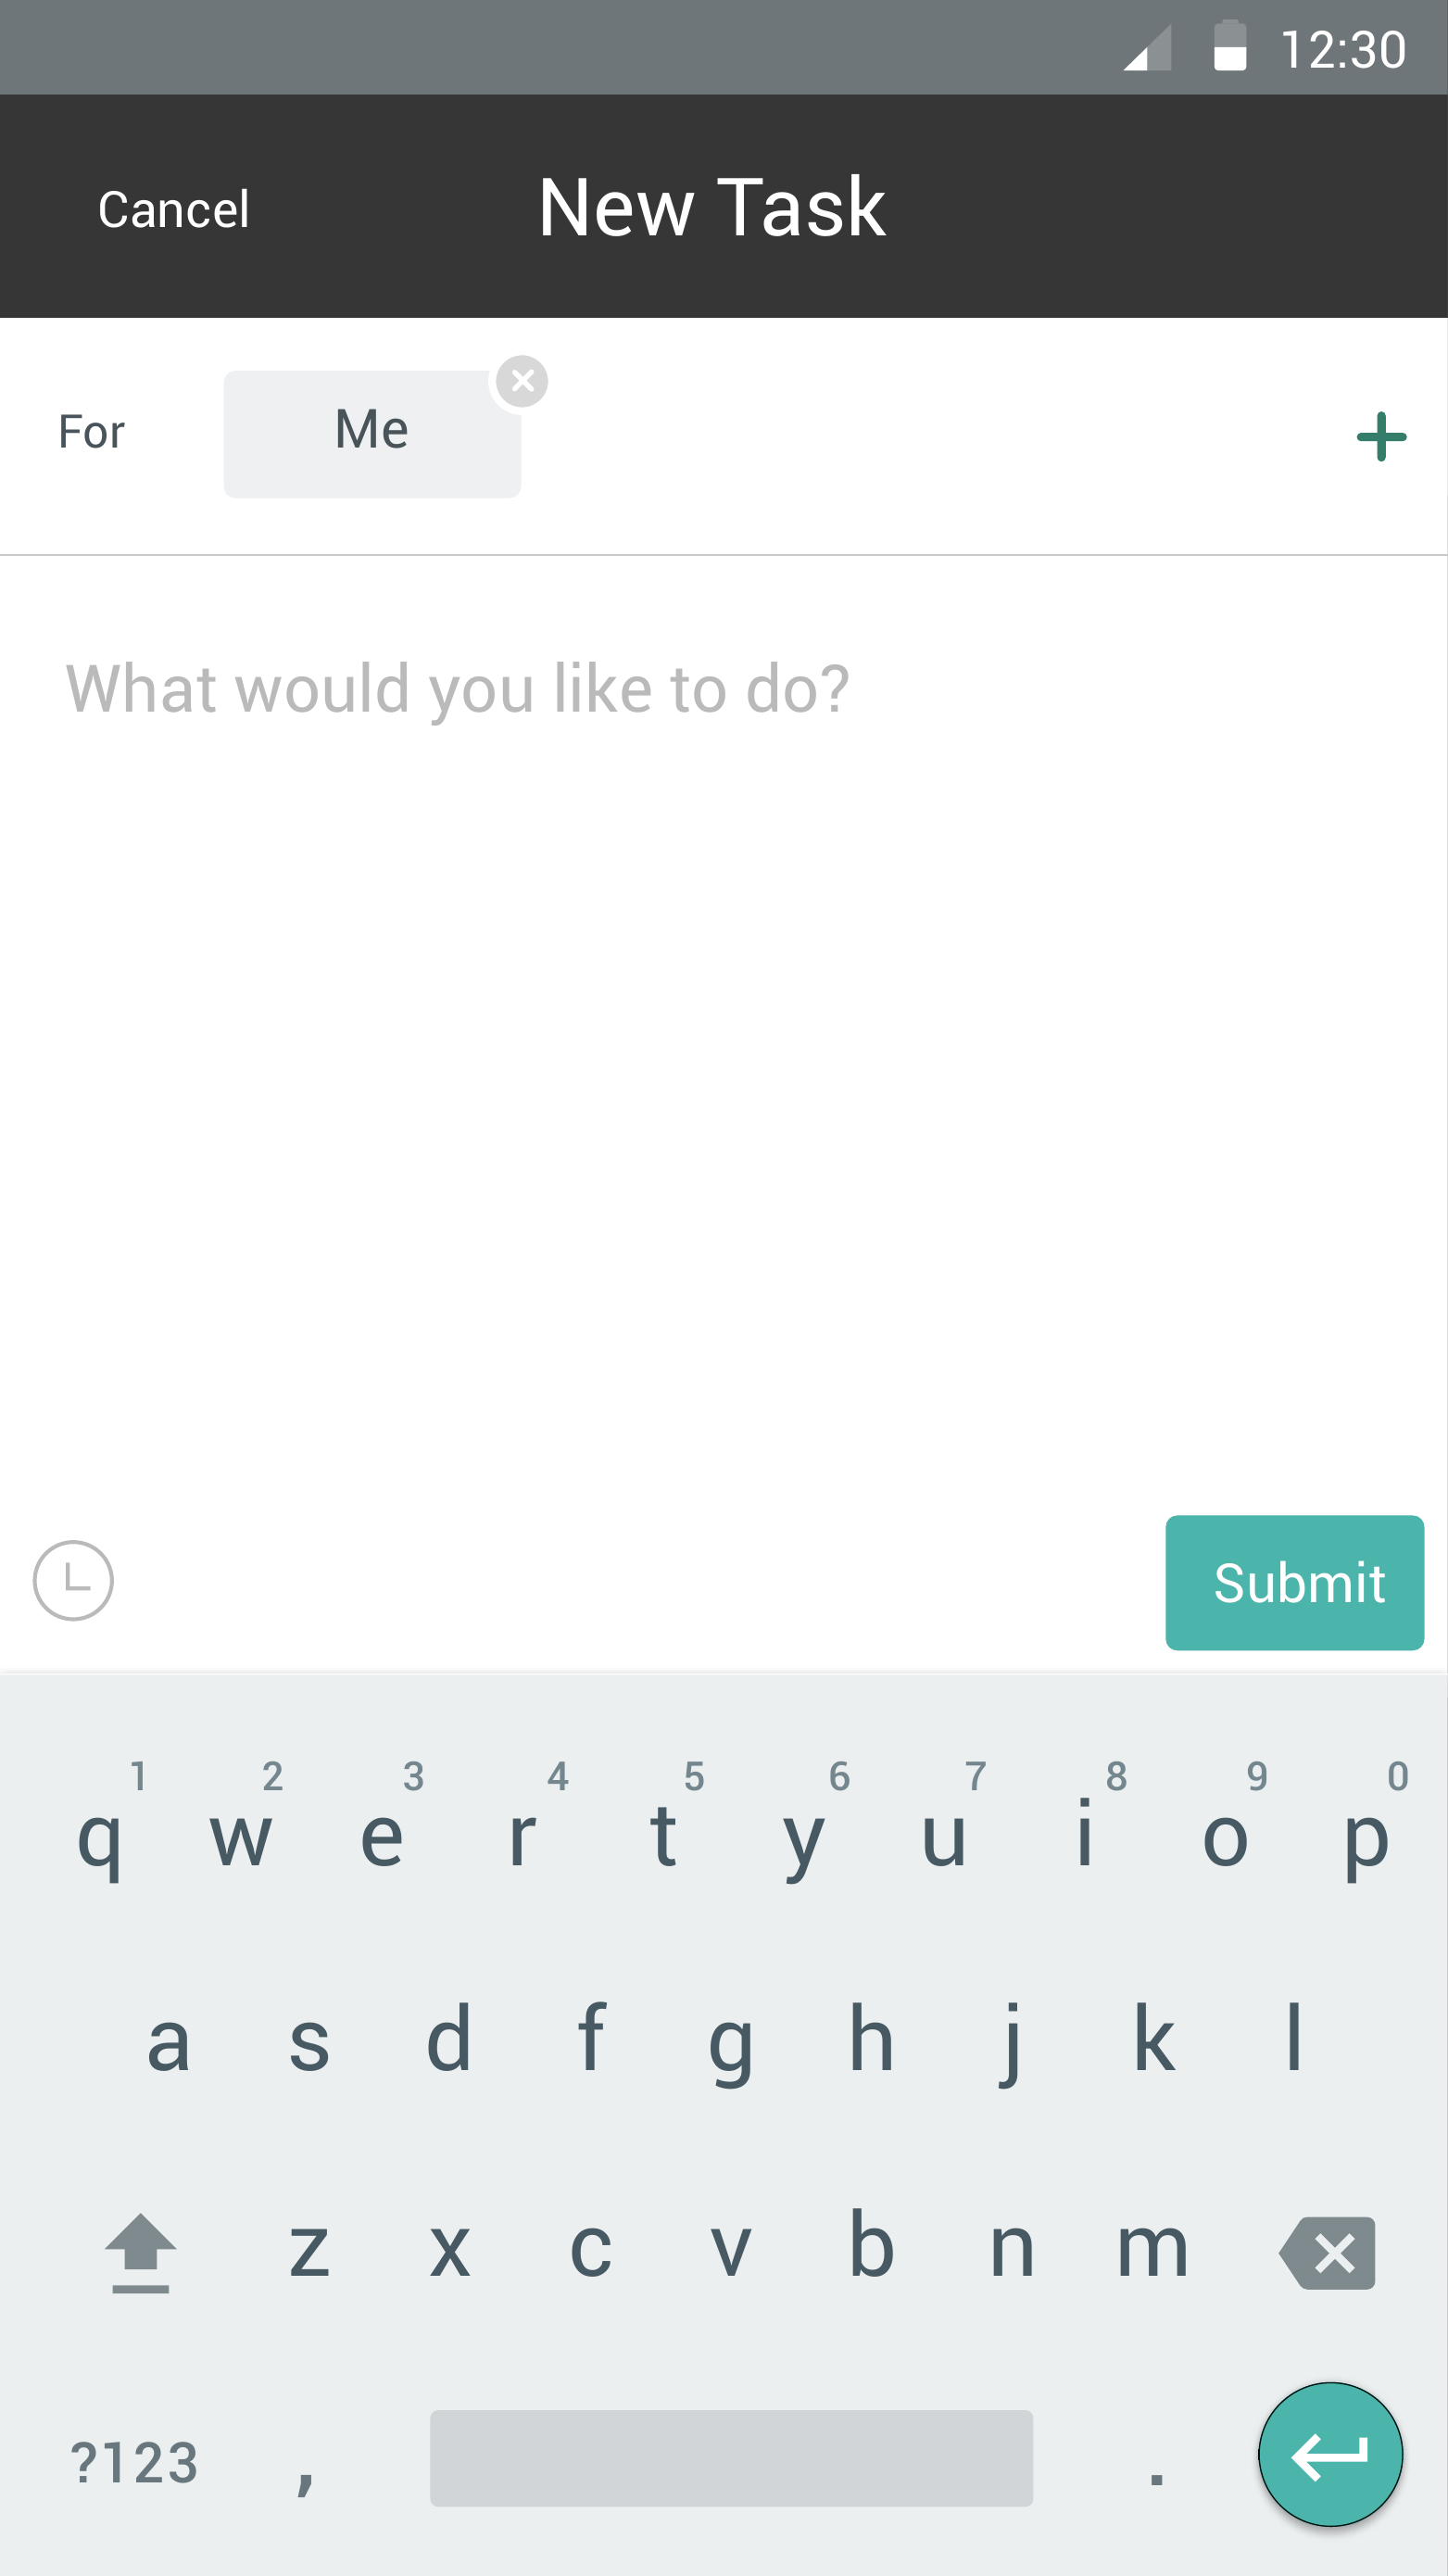 12:30
Cancel New Task
For Me
What would you like to do?
Submit
1 2 3 4 5 6 7 8 9 0
q w e r t y u i o p
a s d f g h j k l
z x c v b n m
?123 , .